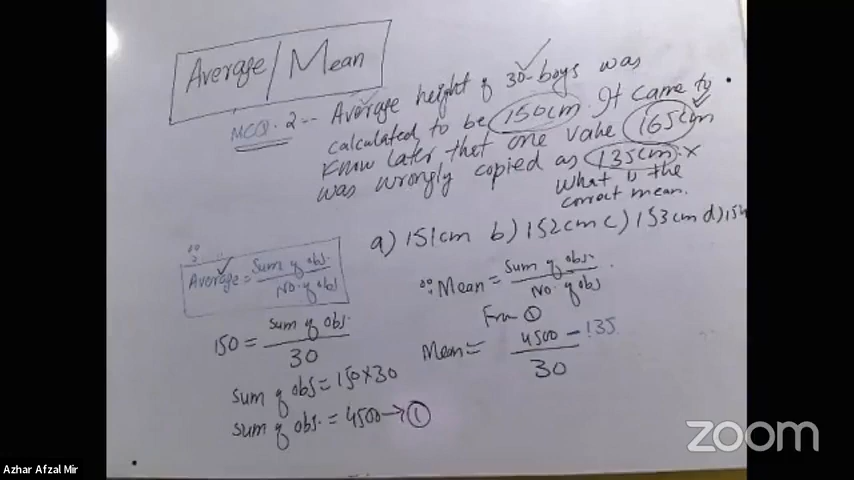 Average/Mean
MCQ. 2 -- Average height of 30-boys was
calculated to be 150cm. It came to
know later that one value 165cm
was wrongly copied as 135cm. x
What is the
correct mean.
a) 151cm b) 152cm c) 153cm d) 154
Average = Sum of obs. / No. of obs
∴ Mean = Sum of obs. / No. of obs
150 = Sum of obs. / 30
From ①
Mean = 4500 - 135 / 30
Sum of obs = 150 x 30
Sum of obs. = 4500 → ①
zoom
Azhar Afzal Mir